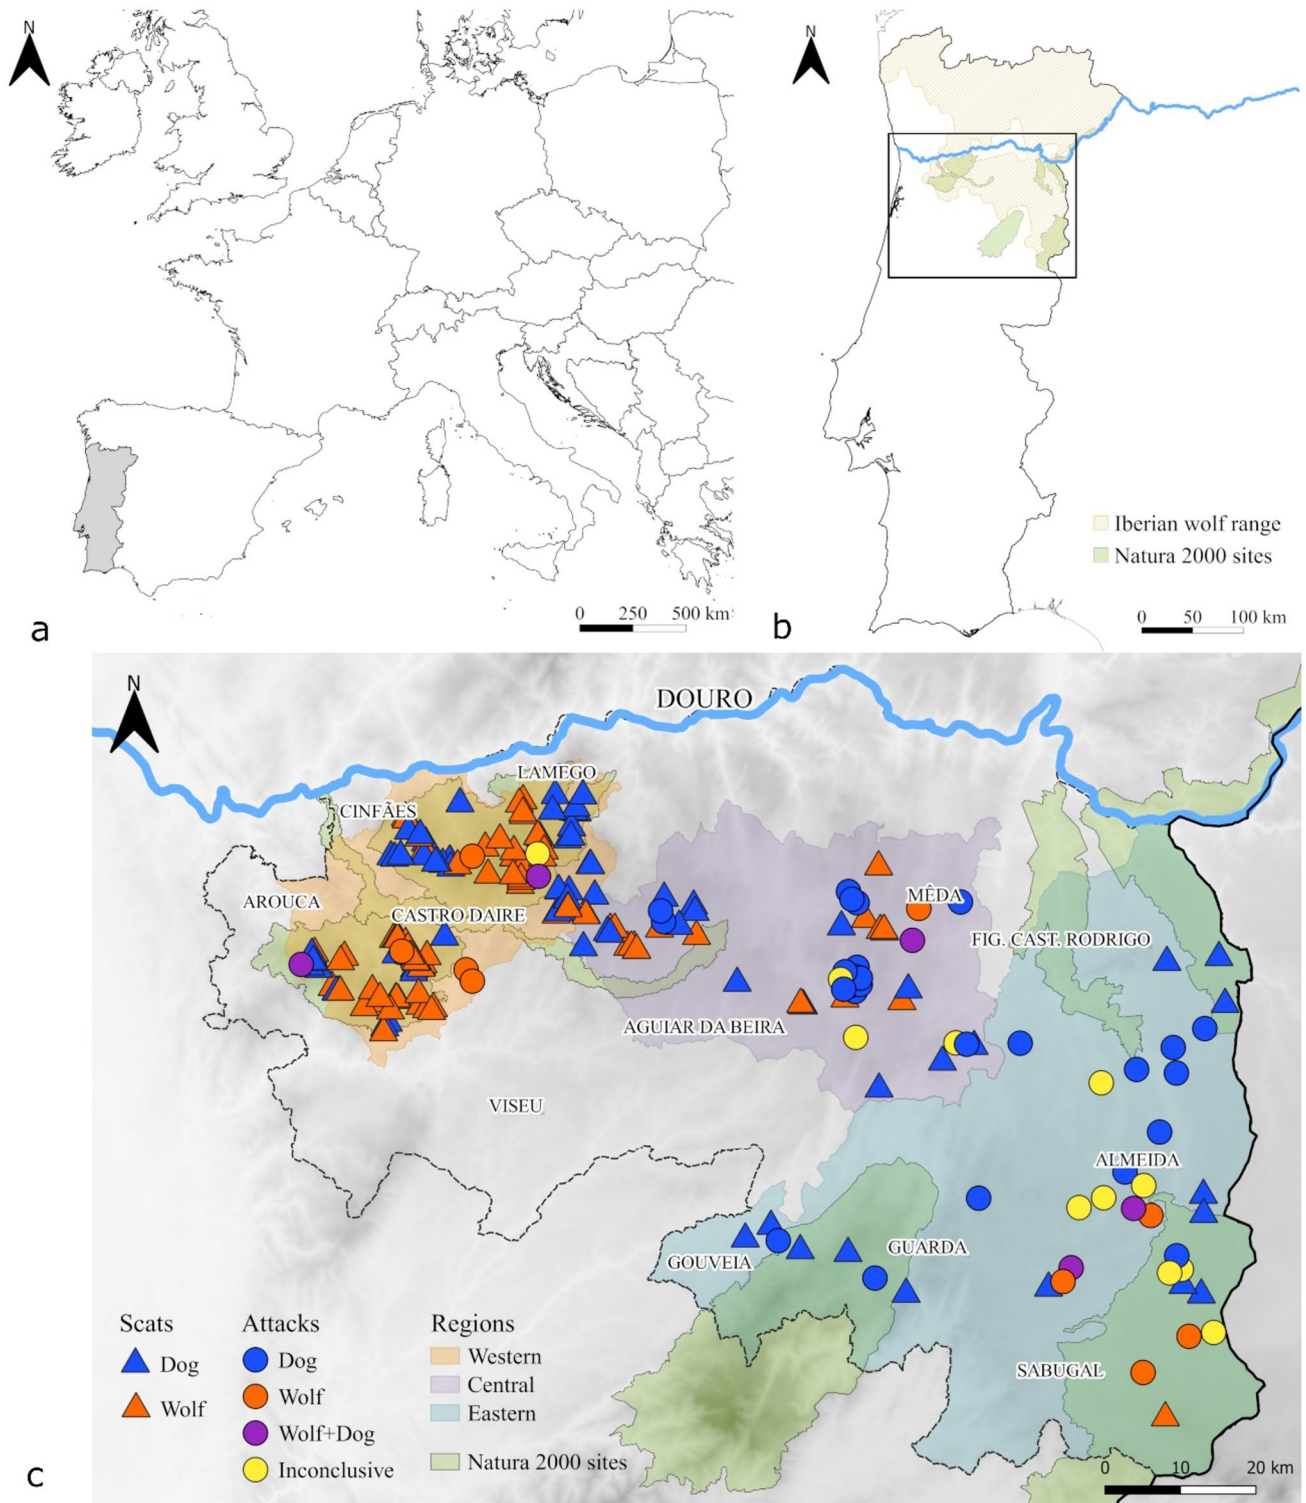 N
0 250 500 km
a
N
Iberian wolf range
Natura 2000 sites
0 50 100 km
b
N
DOURO
LAMEGO
CINFÃES
MÊDA
AROUCA
CASTRO DAIRE
FIG. CAST. RODRIGO
AGUIAR DA BEIRA
VISEU
ALMEIDA
GUARDA
GOUVEIA
SABUGAL
Scats
Dog
Wolf
Attacks
Dog
Wolf
Wolf+Dog
Inconclusive
Regions
Western
Central
Eastern
Natura 2000 sites
0 10 20 km
c